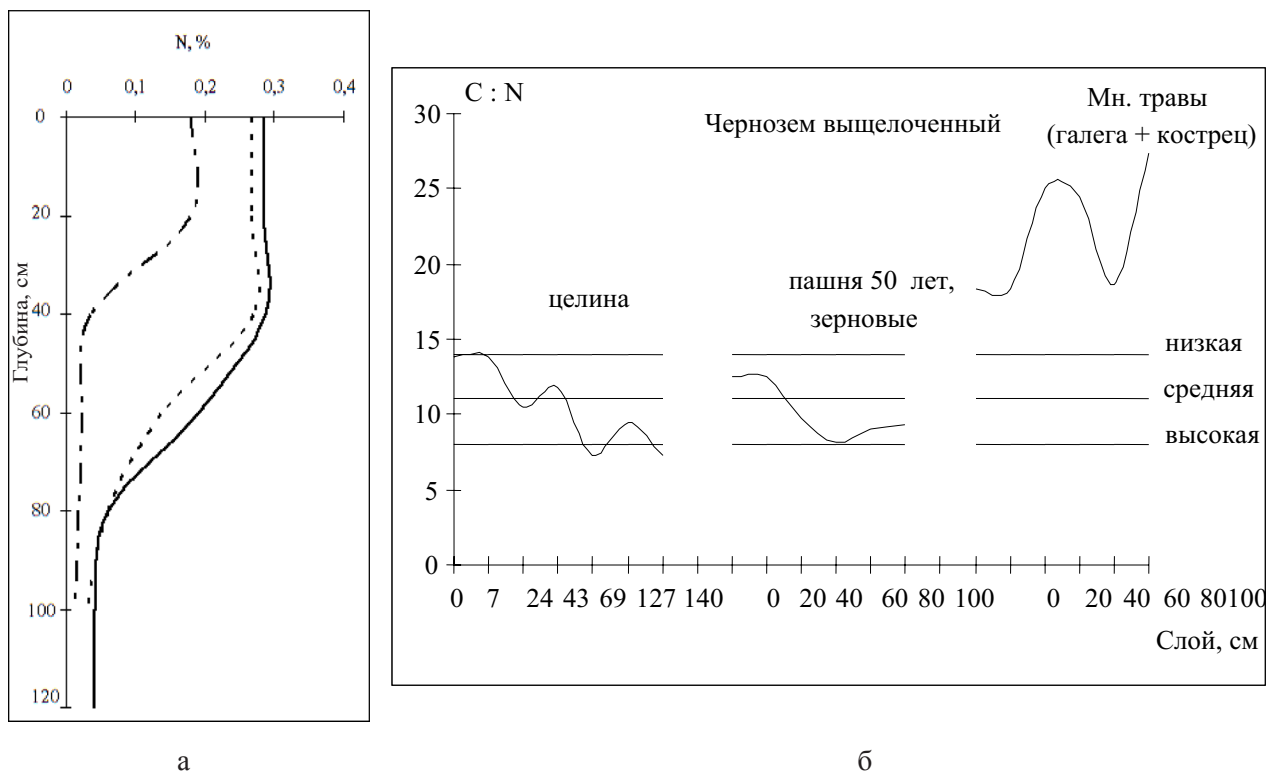 N, %
0 0,1 0,2 0,3 0,4
0
20
40
60
80
100
120
Глубина, см
C : N
30
25
20
15
10
5
0
Чернозем выщелоченный
Мн. травы
(галега + кострец)
целина
пашня 50 лет,
зерновые
низкая
средняя
высокая
0 7 24 43 69 127 140 0 20 40 60 80 100 0 20 40 60 80 100
Слой, см
а
б